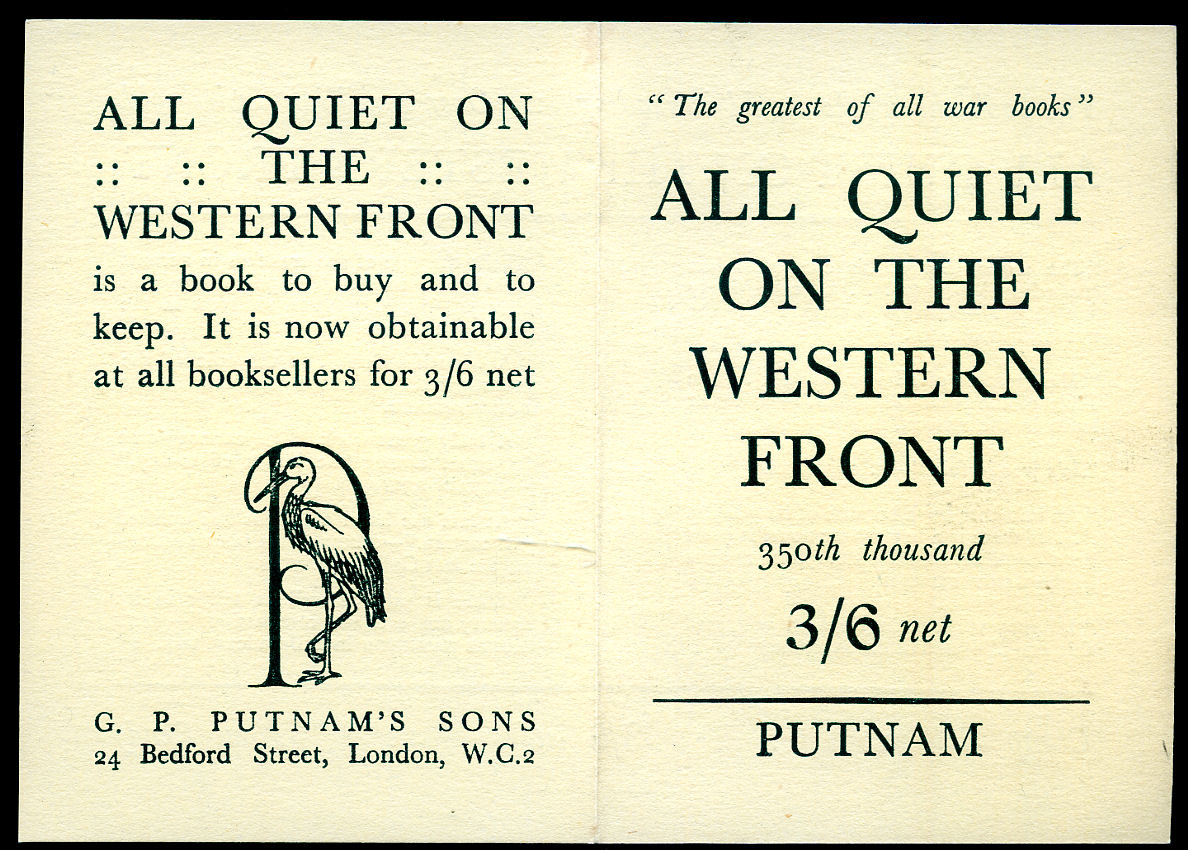 ALL QUIET ON
:: :: THE :: ::
WESTERN FRONT
is a book to buy and to
keep. It is now obtainable
at all booksellers for 3/6 net
P
G. P. PUTNAM'S SONS
24 Bedford Street, London, W.C.2
“The greatest of all war books”
ALL QUIET
ON THE
WESTERN
FRONT
350th thousand
3/6 net
PUTNAM